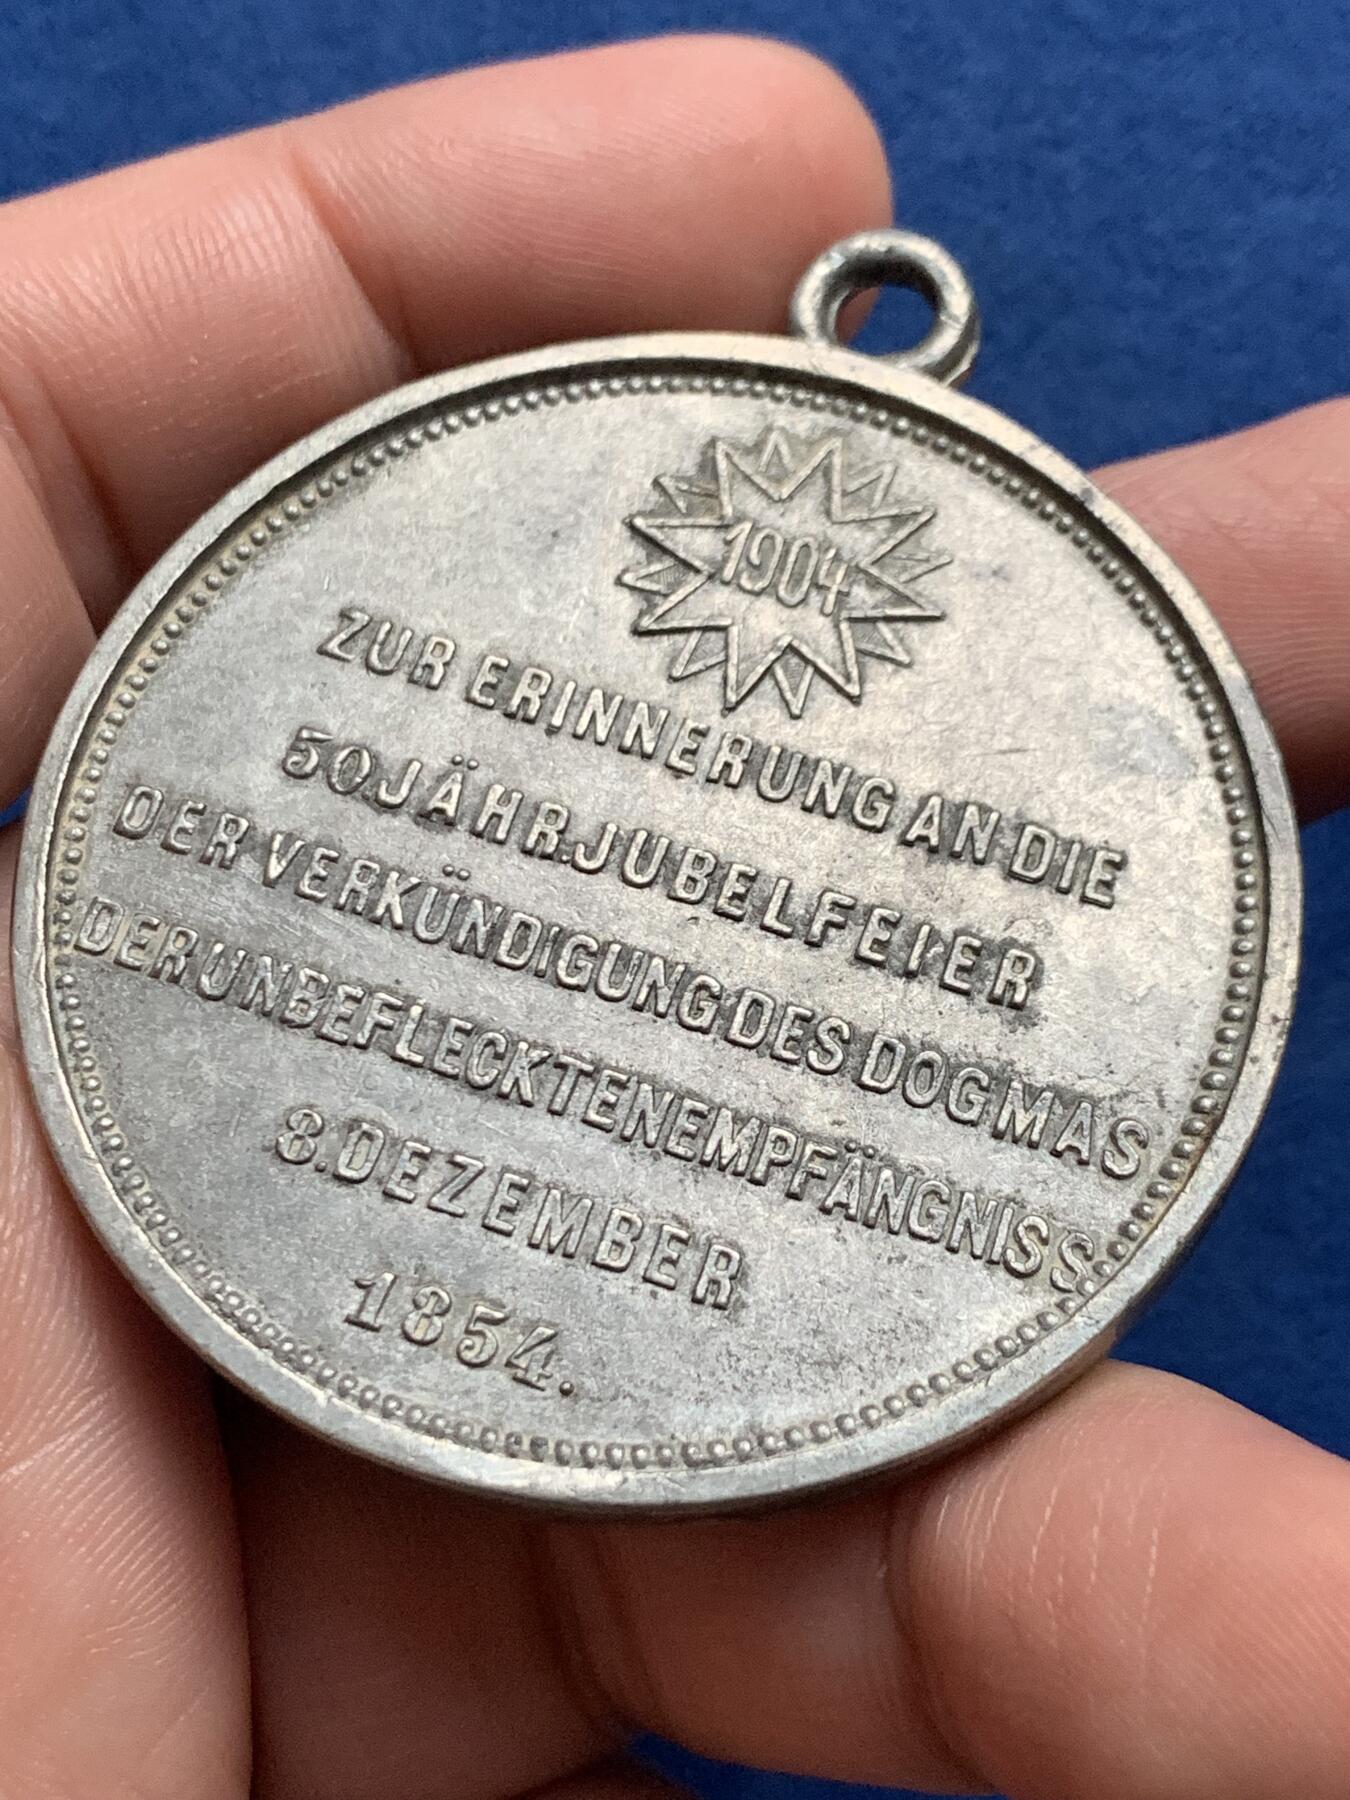 1904
ZUR ERINNERUNG AN DIE
50JÄHR.JUBELFEIER
DER VERKÜNDIGUNG DES DOGMAS
DER UNBEFLECKTEN EMPFÄNGNISS
8.DEZEMBER
1854.